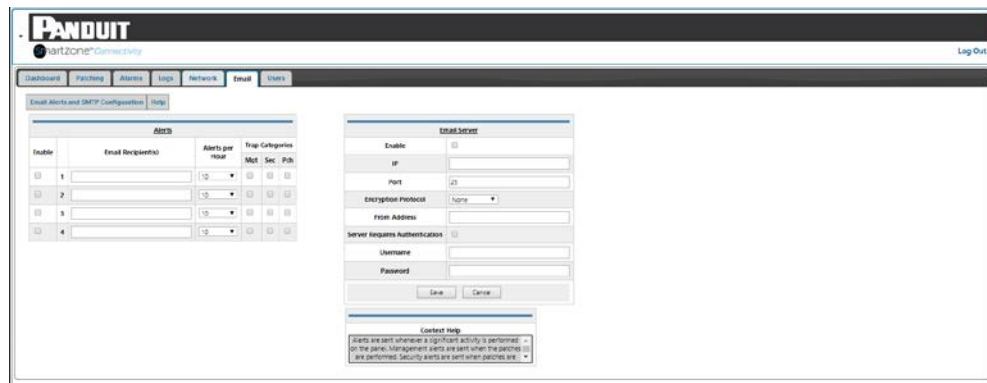 PANDUIT
SmartZone™ Connectivity
Log Out
Dashboard Patching Alarms Logs Network Email Users
Email Alerts and SMTP Configuration Help
Alerts
Enable Email Recipient(s) Alerts per Hour Trap Categories
Mgt Sec Pch
1 10
2 10
3 10
4 10
Email Server
Enable
IP
Port 25
Encryption Protocol None
From Address
Server Requires Authentication
Username
Password
Save Cancel
Context Help
Alerts are sent whenever a significant activity is performed
on the panel. Management alerts are sent when the patches
are performed. Security alerts are sent when patches are